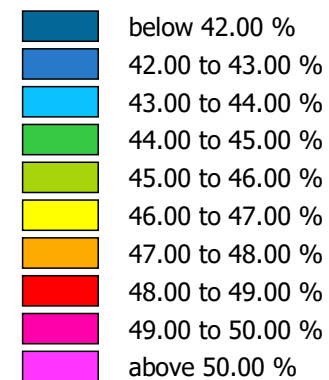 below 42.00 %
42.00 to 43.00 %
43.00 to 44.00 %
44.00 to 45.00 %
45.00 to 46.00 %
46.00 to 47.00 %
47.00 to 48.00 %
48.00 to 49.00 %
49.00 to 50.00 %
above 50.00 %